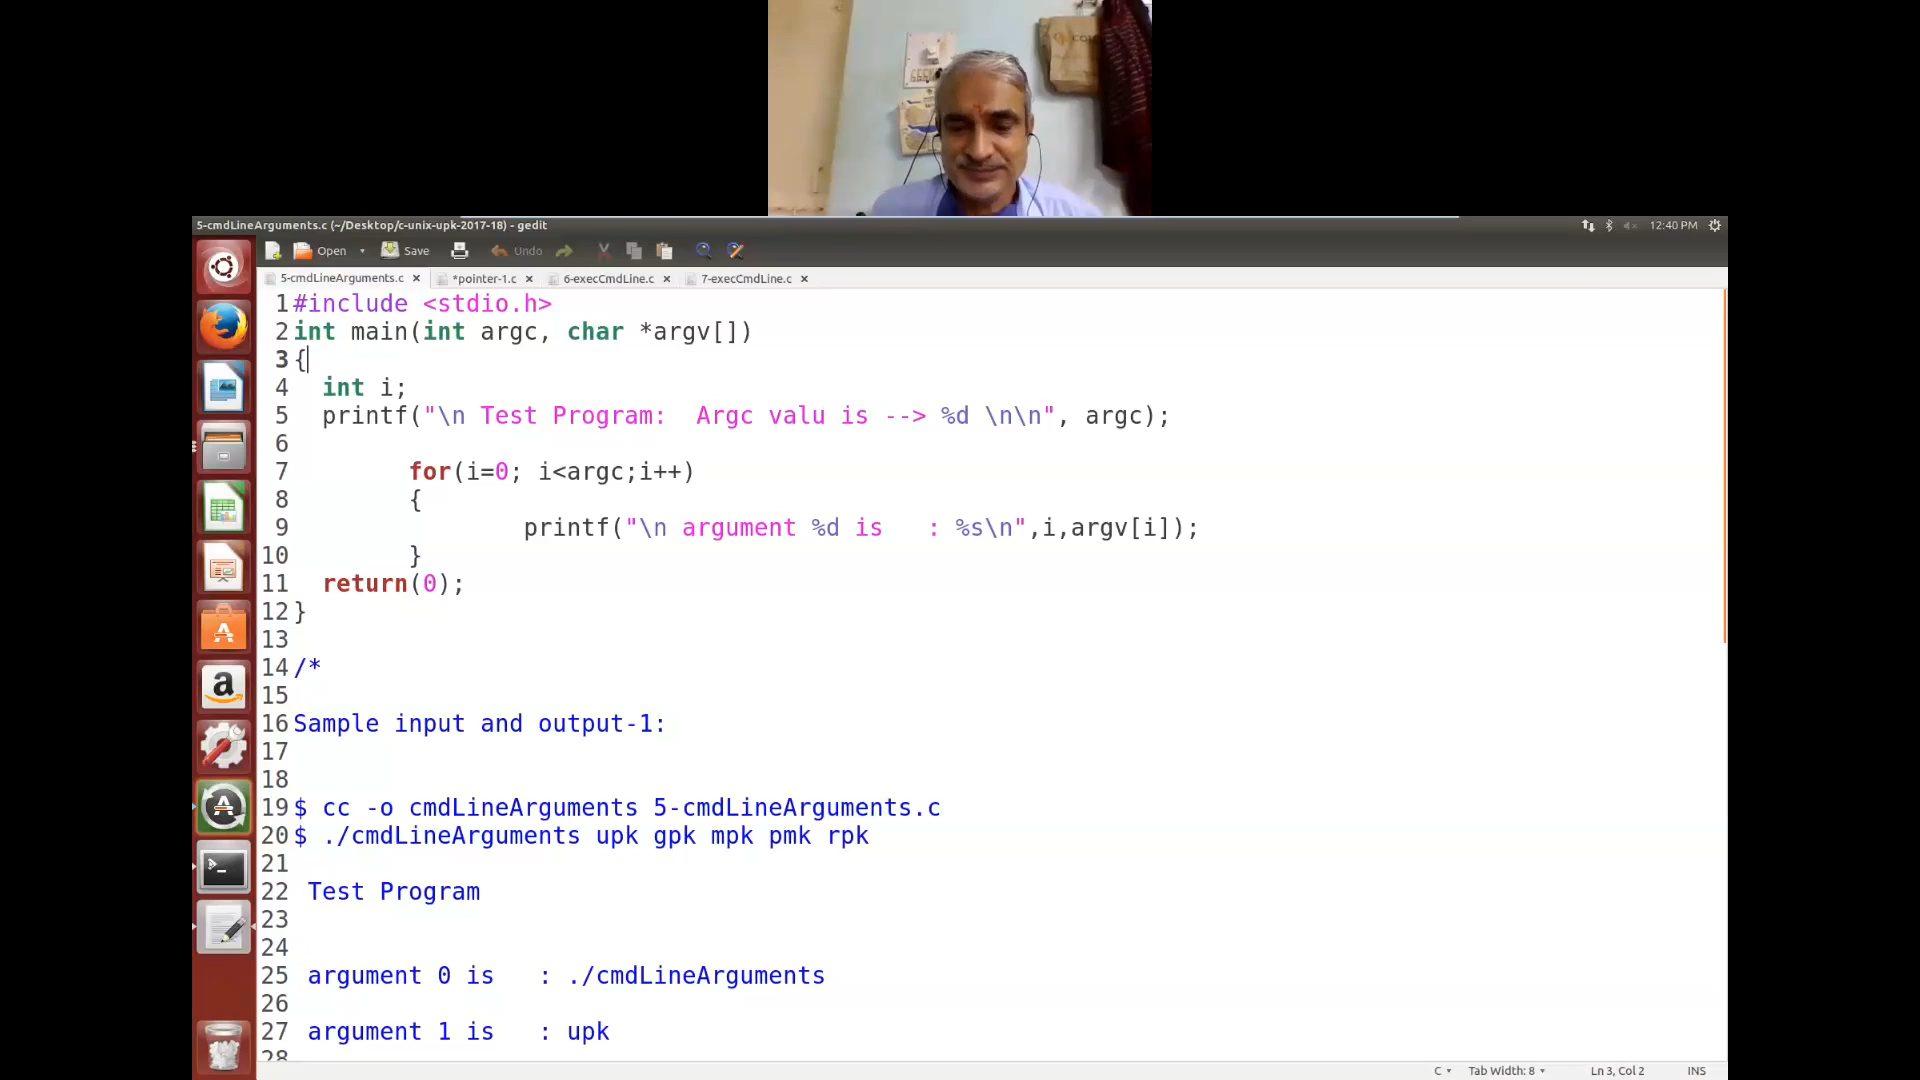 5-cmdLineArguments.c (~/Desktop/c-unix-upk-2017-18) - gedit
12:40 PM
Open Save Undo
5-cmdLineArguments.c *pointer-1.c 6-execCmdLine.c 7-execCmdLine.c
1 #include <stdio.h>
2 int main(int argc, char *argv[])
3 {
4 int i;
5 printf("\n Test Program:  Argc valu is --> %d \n\n", argc);
6
7 for(i=0; i<argc;i++)
8 {
9 printf("\n argument %d is   : %s\n",i,argv[i]);
10 }
11 return(0);
12 }
13
14 /*
15
16 Sample input and output-1:
17
18
19 $ cc -o cmdLineArguments 5-cmdLineArguments.c
20 $ ./cmdLineArguments upk gpk mpk pmk rpk
21
22 Test Program
23
24
25 argument 0 is   : ./cmdLineArguments
26
27 argument 1 is   : upk
28
C Tab Width: 8 Ln 3, Col 2 INS